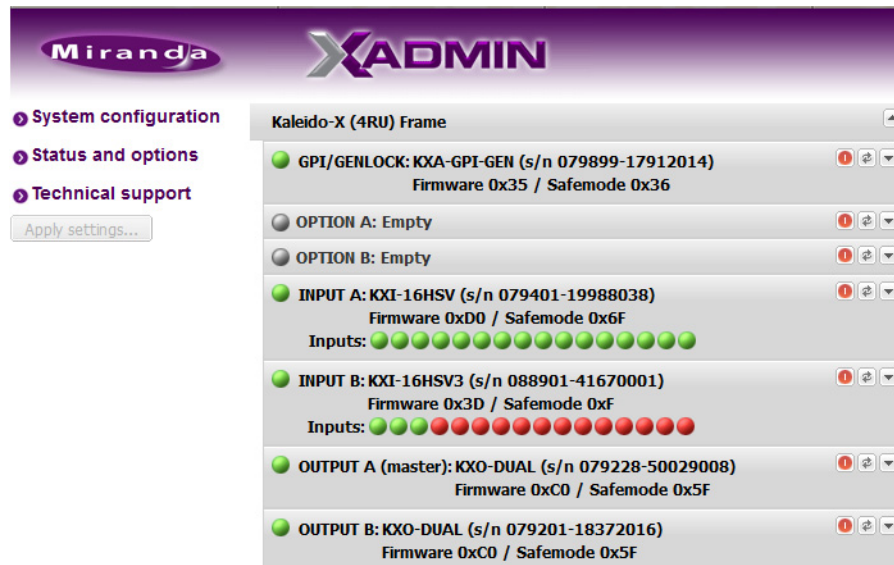 Miranda
XADMIN
System configuration
Status and options
Technical support
Apply settings...
Kaleido-X (4RU) Frame
GPI/GENLOCK: KXA-GPI-GEN (s/n 079899-17912014)
Firmware 0x35 / Safemode 0x36
OPTION A: Empty
OPTION B: Empty
INPUT A: KXI-16HSV (s/n 079401-19988038)
Firmware 0xD0 / Safemode 0x6F
Inputs:
INPUT B: KXI-16HSV3 (s/n 088901-41670001)
Firmware 0x3D / Safemode 0xF
Inputs:
OUTPUT A (master): KXO-DUAL (s/n 079228-50029008)
Firmware 0xC0 / Safemode 0x5F
OUTPUT B: KXO-DUAL (s/n 079201-18372016)
Firmware 0xC0 / Safemode 0x5F